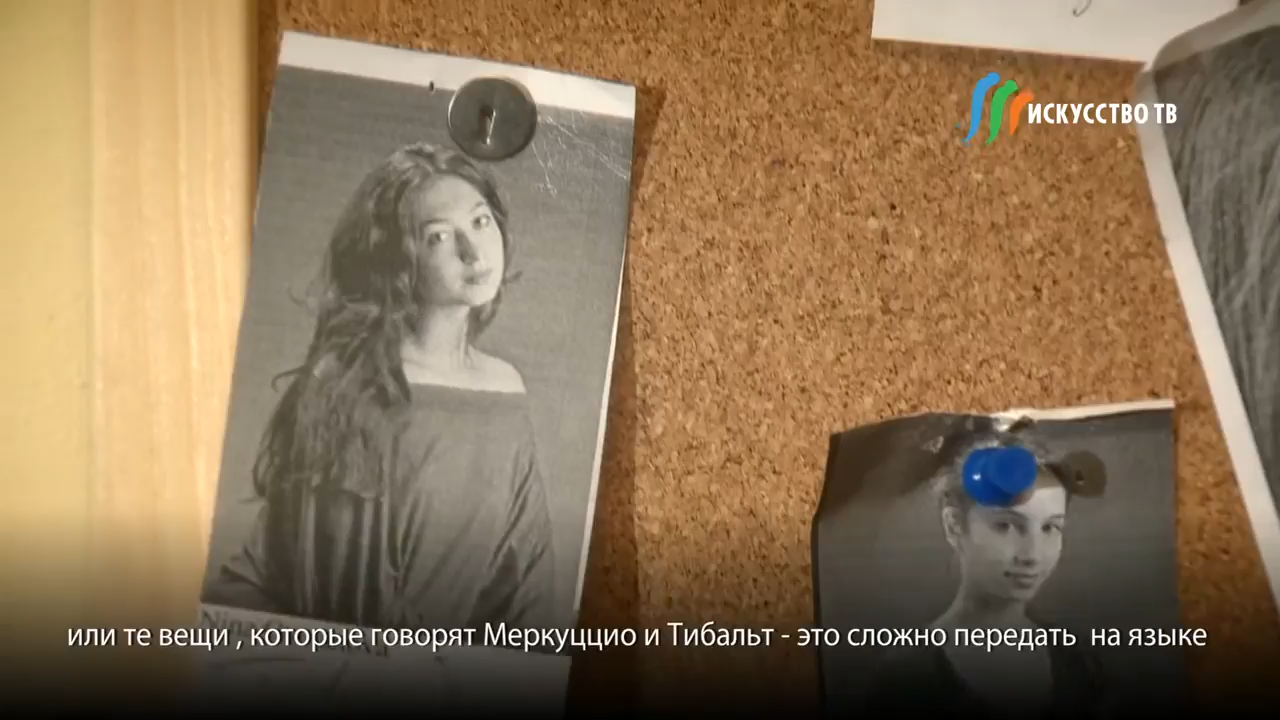 ИСКУССТВО ТВ
или те вещи , которые говорят Меркуццио и Тибальт - это сложно передать  на языке